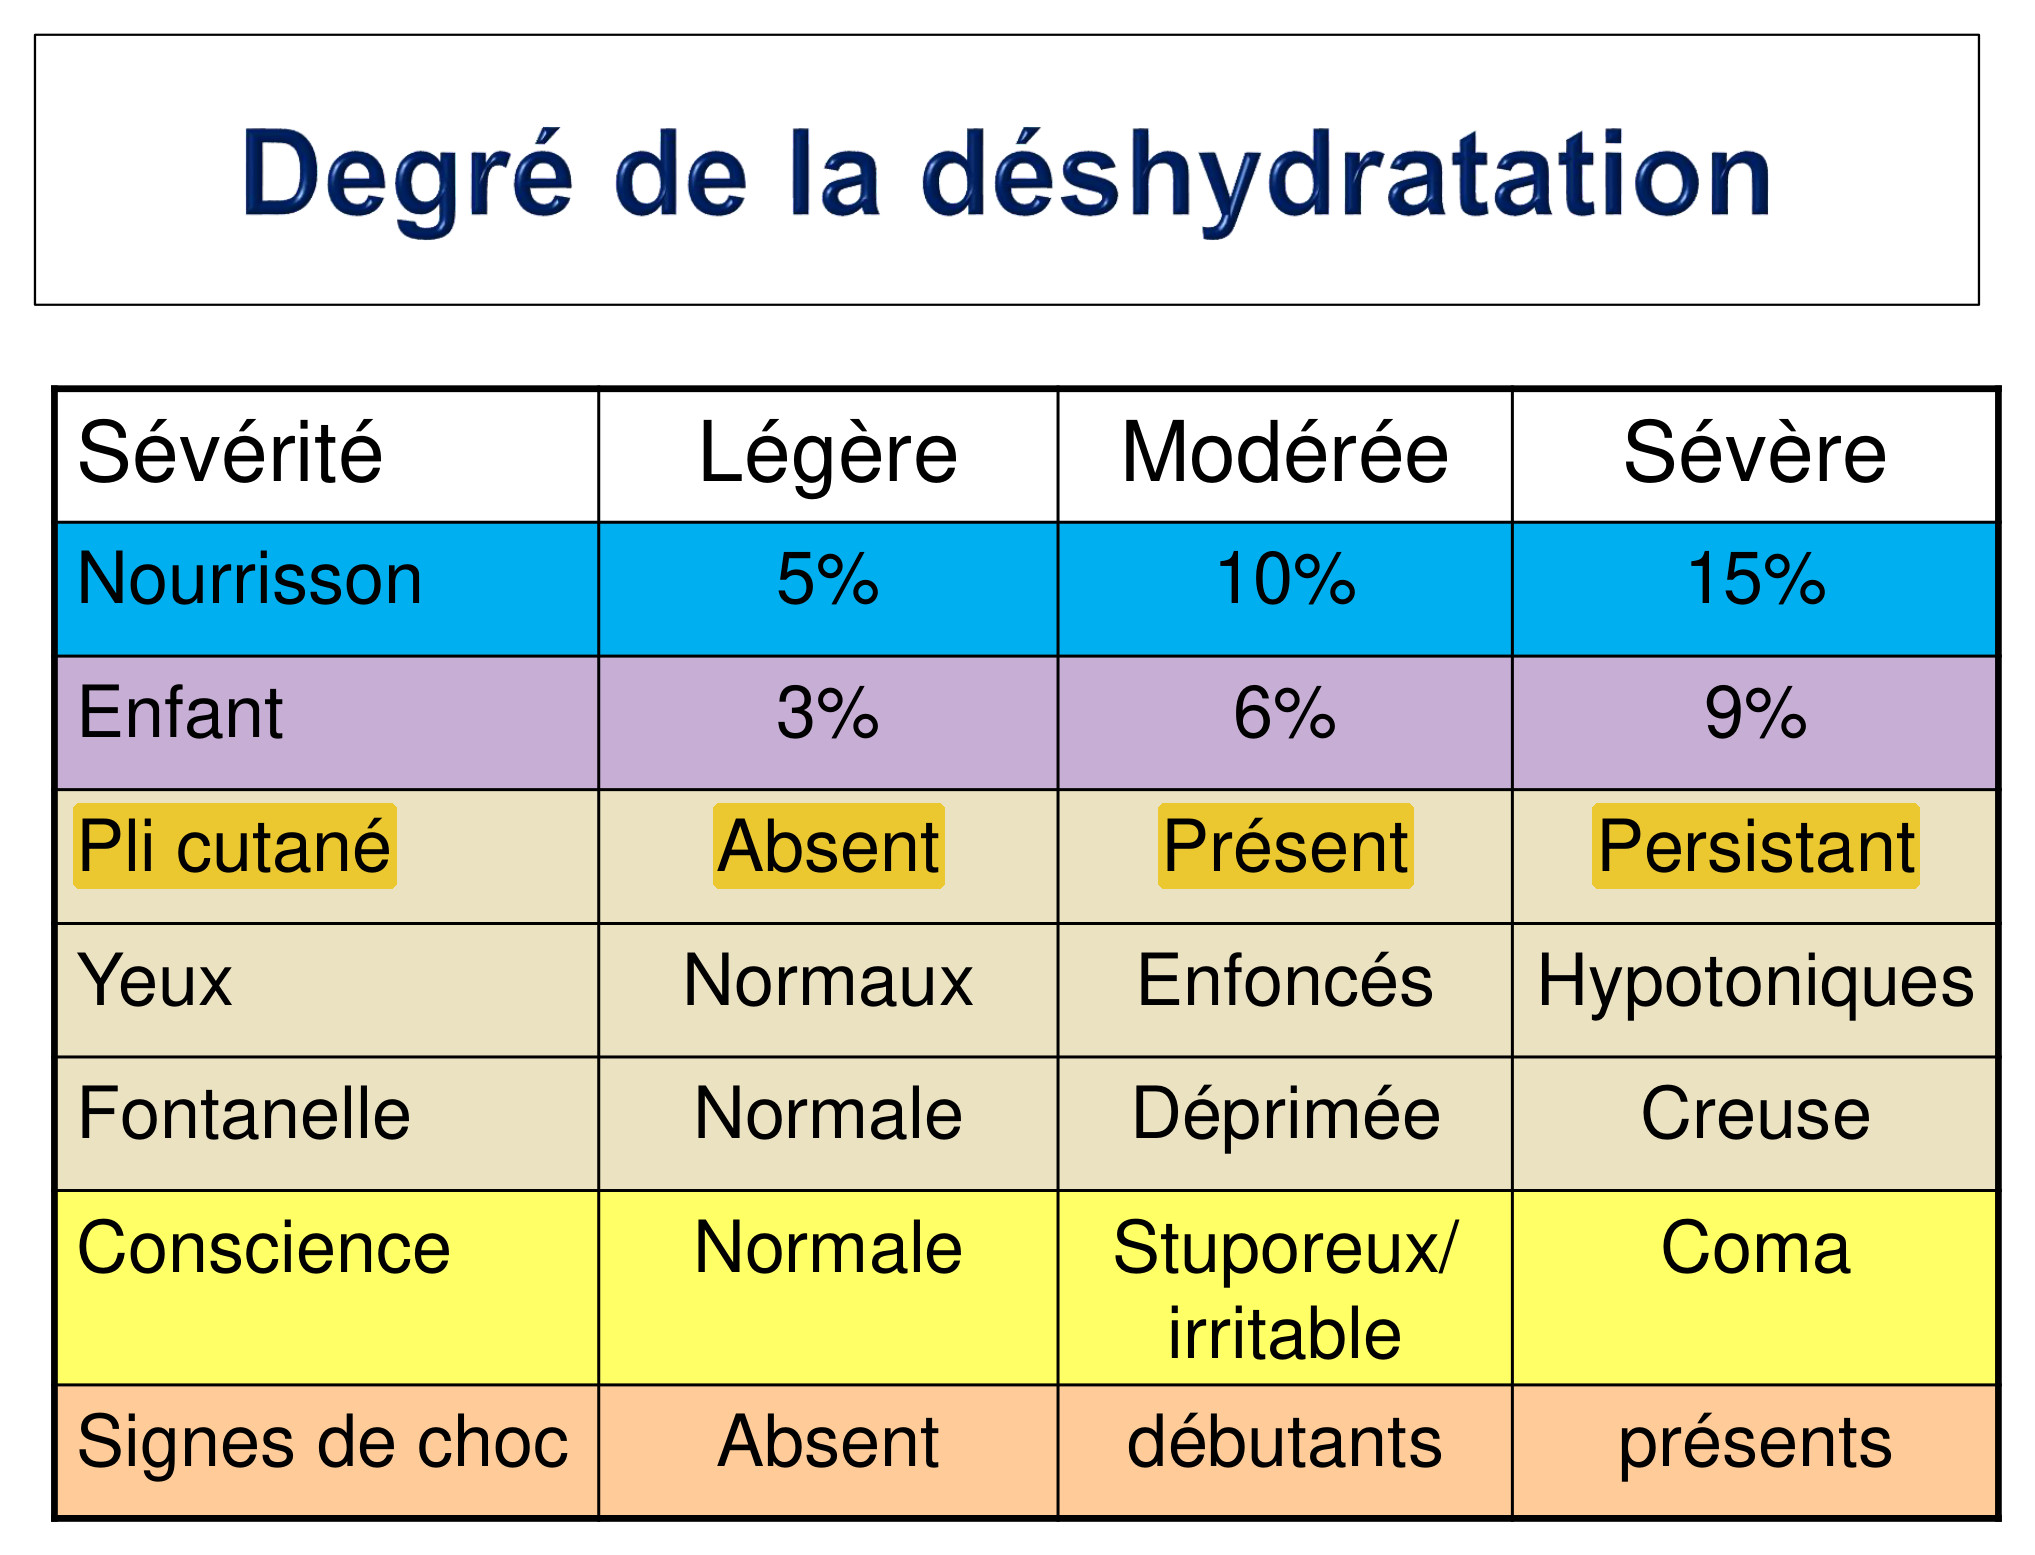 Degré de la déshydratation
Sévérité Légère Modérée Sévère
Nourrisson 5% 10% 15%
Enfant 3% 6% 9%
Pli cutané Absent Présent Persistant
Yeux Normaux Enfoncés Hypotoniques
Fontanelle Normale Déprimée Creuse
Conscience Normale Stuporeux/ Coma
irritable
Signes de choc Absent débutants présents